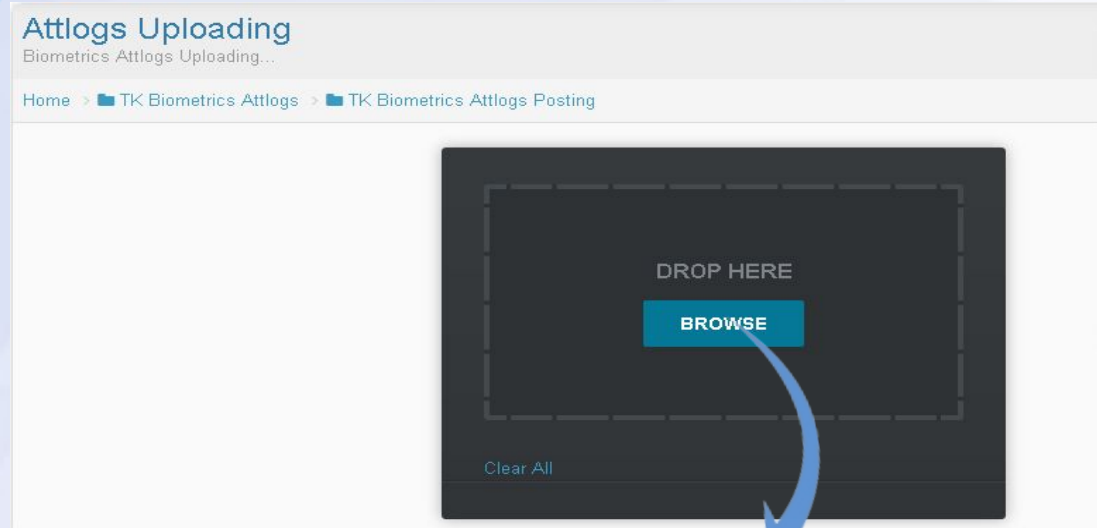 Attlogs Uploading
Biometrics Attlogs Uploading...
Home > TK Biometrics Attlogs > TK Biometrics Attlogs Posting
DROP HERE
BROWSE
Clear All